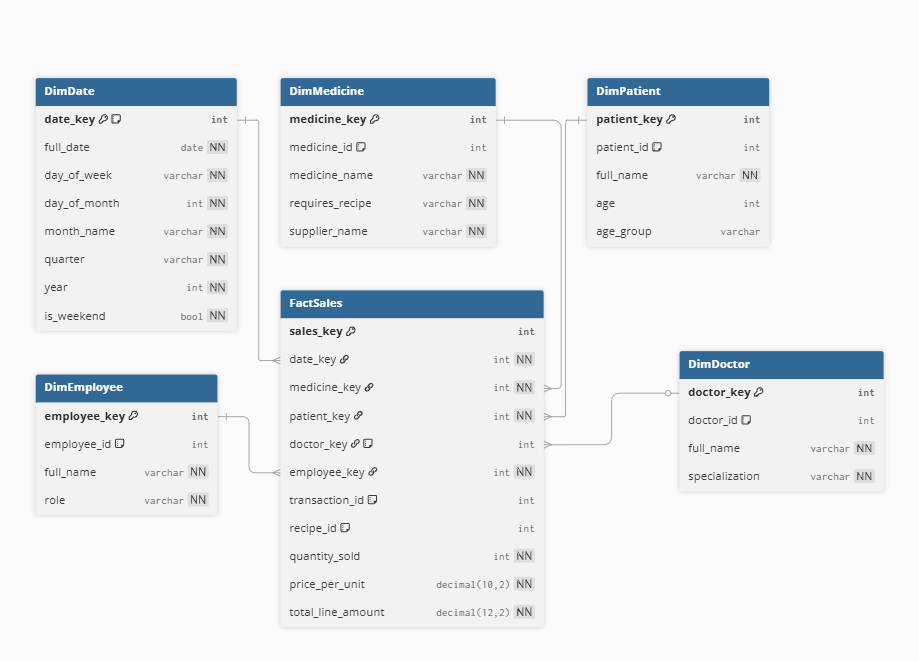 DimDate
date_key int
full_date date NN
day_of_week varchar NN
day_of_month int NN
month_name varchar NN
quarter varchar NN
year int NN
is_weekend bool NN
DimMedicine
medicine_key int
medicine_id int
medicine_name varchar NN
requires_recipe varchar NN
supplier_name varchar NN
DimPatient
patient_key int
patient_id int
full_name varchar NN
age int
age_group varchar
FactSales
sales_key int
date_key int NN
medicine_key int NN
patient_key int NN
doctor_key int
employee_key int NN
transaction_id int
recipe_id int
quantity_sold int NN
price_per_unit decimal(10,2) NN
total_line_amount decimal(12,2) NN
DimEmployee
employee_key int
employee_id int
full_name varchar NN
role varchar NN
DimDoctor
doctor_key int
doctor_id int
full_name varchar NN
specialization varchar NN